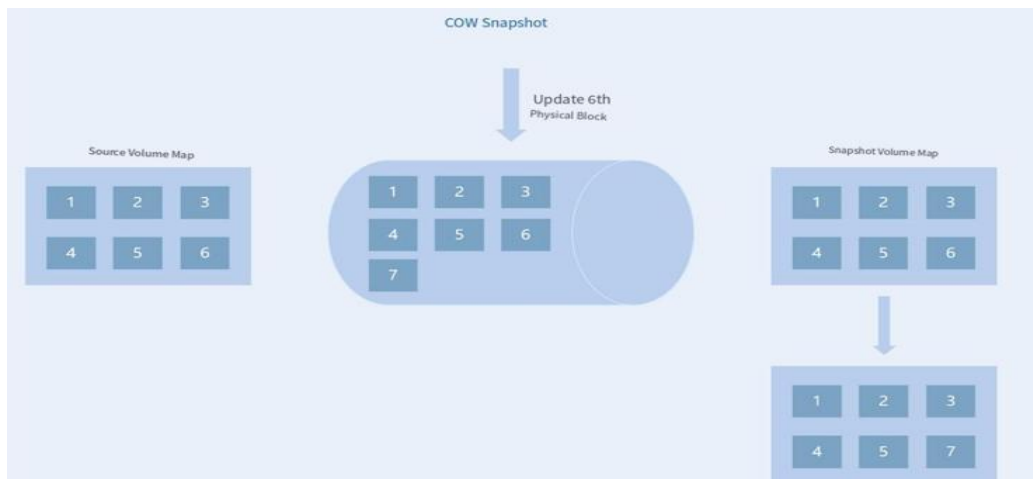 COW Snapshot
Update 6th
Physical Block
Source Volume Map
Snapshot Volume Map
1 2 3
4 5 6
1 2 3
4 5 6
7
1 2 3
4 5 6
1 2 3
4 5 7